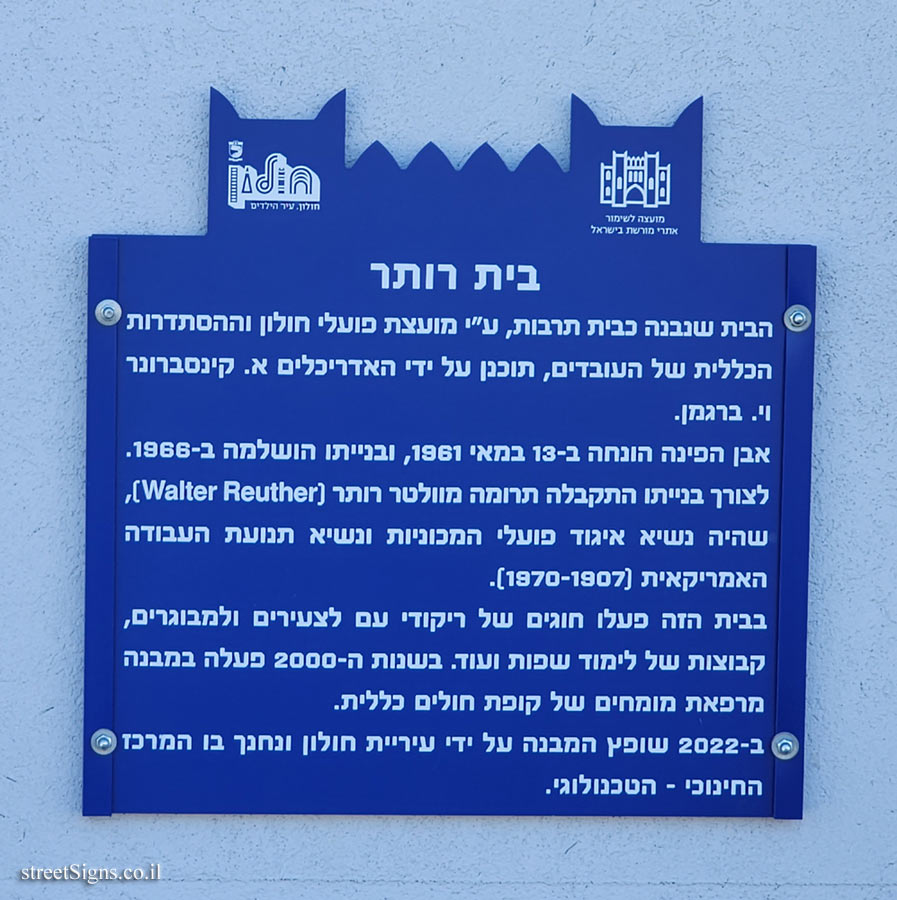 חולון
חולון. עיר הילדים
מועצה לשימור
אתרי מורשת בישראל
בית רותר
הבית שנבנה כבית תרבות, ע"י מועצת פועלי חולון וההסתדרות
הכללית של העובדים, תוכנן על ידי האדריכלים א. קינסברונר
וי. ברגמן.
אבן הפינה הונחה ב-13 במאי 1961, ובנייתו הושלמה ב-1966.
לצורך בנייתו התקבלה תרומה מוולטר רותר (Walter Reuther),
שהיה נשיא איגוד פועלי המכוניות ונשיא תנועת העבודה
האמריקאית (1970-1907).
בבית הזה פעלו חוגים של ריקודי עם לצעירים ולמבוגרים,
קבוצות של לימוד שפות ועוד. בשנות ה-2000 פעלה במבנה
מרפאת מומחים של קופת חולים כללית.
ב-2022 שופץ המבנה על ידי עיריית חולון ונחנך בו המרכז
החינוכי - הטכנולוגי.
streetSigns.co.il